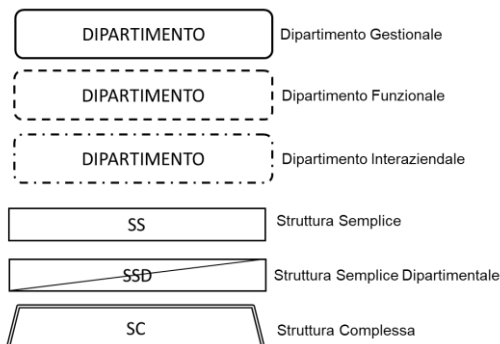 DIPARTIMENTO Dipartimento Gestionale
DIPARTIMENTO Dipartimento Funzionale
DIPARTIMENTO Dipartimento Interaziendale
SS Struttura Semplice
SSD Struttura Semplice Dipartimentale
SC Struttura Complessa